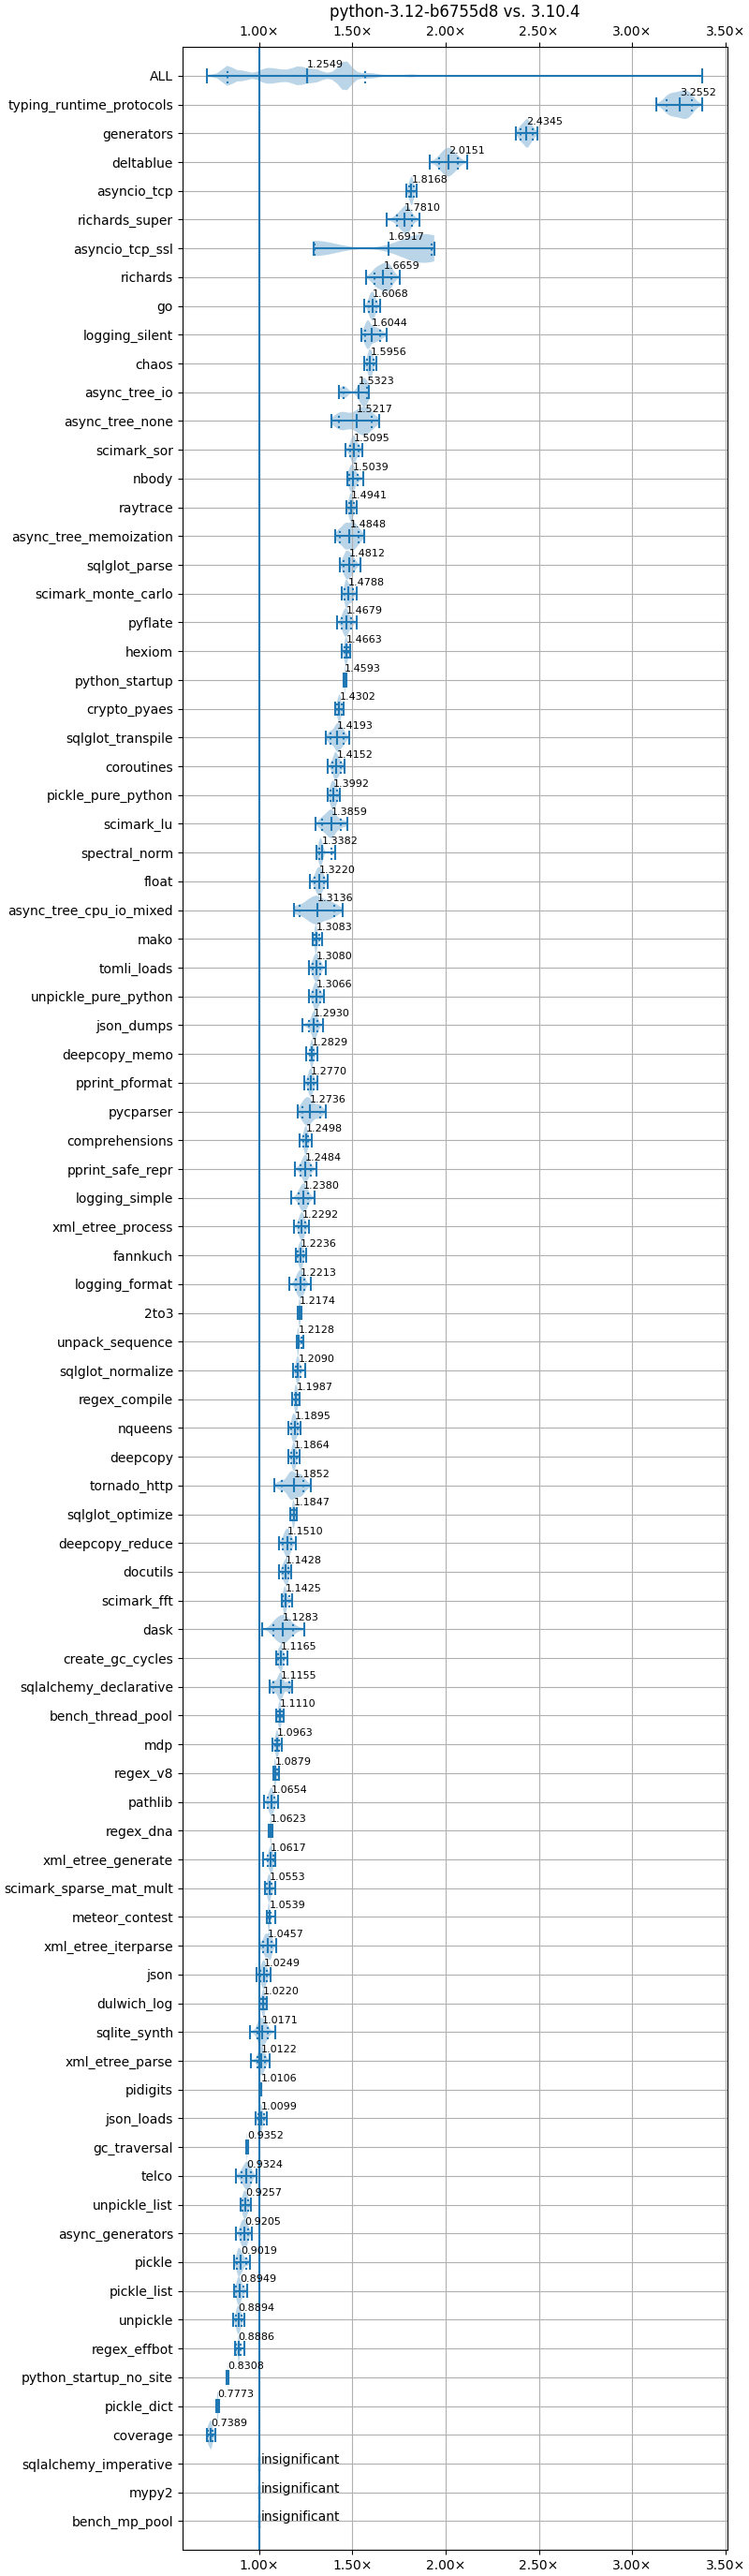 python-3.12-b6755d8 vs. 3.10.4
1.00× 1.50× 2.00× 2.50× 3.00× 3.50×
ALL 1.2549
typing_runtime_protocols 3.2552
generators 2.4345
deltablue 2.0151
asyncio_tcp 1.8168
richards_super 1.7810
asyncio_tcp_ssl 1.6917
richards 1.6659
go 1.6068
logging_silent 1.6044
chaos 1.5956
async_tree_io 1.5323
async_tree_none 1.5217
scimark_sor 1.5095
nbody 1.5039
raytrace 1.4941
async_tree_memoization 1.4848
sqlglot_parse 1.4812
scimark_monte_carlo 1.4788
pyflate 1.4679
hexiom 1.4663
python_startup 1.4593
crypto_pyaes 1.4302
sqlglot_transpile 1.4193
coroutines 1.4152
pickle_pure_python 1.3992
scimark_lu 1.3859
spectral_norm 1.3382
float 1.3220
async_tree_cpu_io_mixed 1.3136
mako 1.3083
tomli_loads 1.3080
unpickle_pure_python 1.3066
json_dumps 1.2930
deepcopy_memo 1.2829
pprint_pformat 1.2770
pycparser 1.2736
comprehensions 1.2498
pprint_safe_repr 1.2484
logging_simple 1.2380
xml_etree_process 1.2292
fannkuch 1.2236
logging_format 1.2213
2to3 1.2174
unpack_sequence 1.2128
sqlglot_normalize 1.2090
regex_compile 1.1987
nqueens 1.1895
deepcopy 1.1864
tornado_http 1.1852
sqlglot_optimize 1.1847
deepcopy_reduce 1.1510
docutils 1.1428
scimark_fft 1.1425
dask 1.1283
create_gc_cycles 1.1165
sqlalchemy_declarative 1.1155
bench_thread_pool 1.1110
mdp 1.0963
regex_v8 1.0879
pathlib 1.0654
regex_dna 1.0623
xml_etree_generate 1.0617
scimark_sparse_mat_mult 1.0553
meteor_contest 1.0539
xml_etree_iterparse 1.0457
json 1.0249
dulwich_log 1.0220
sqlite_synth 1.0171
xml_etree_parse 1.0122
pidigits 1.0106
json_loads 1.0099
gc_traversal 0.9352
telco 0.9324
unpickle_list 0.9257
async_generators 0.9205
pickle 0.9019
pickle_list 0.8949
unpickle 0.8894
regex_effbot 0.8886
python_startup_no_site 0.8308
pickle_dict 0.7773
coverage 0.7389
sqlalchemy_imperative insignificant
mypy2 insignificant
bench_mp_pool insignificant
1.00× 1.50× 2.00× 2.50× 3.00× 3.50×